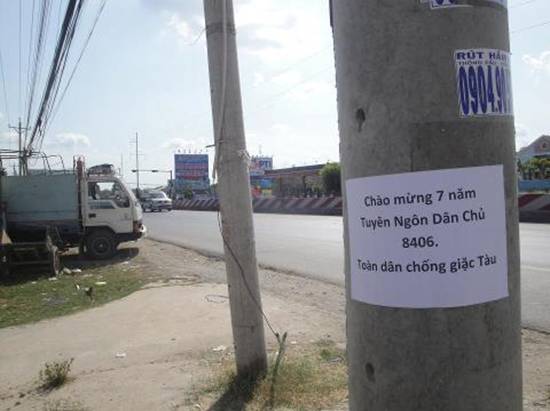 RÚT HẦM
0904.9
Chào mừng 7 năm
Tuyên Ngôn Dân Chủ
8406.
Toàn dân chống giặc Tàu